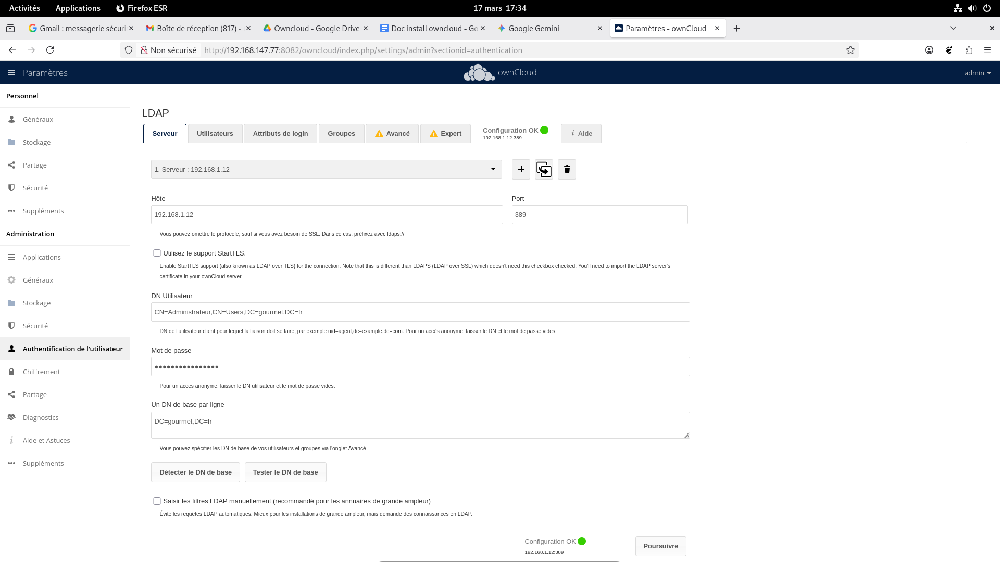 Activités
Applications
Firefox ESR
17 mars 17:34
Gmail : messagerie sécuri
Boîte de réception (817) -
Owncloud - Google Drive
Doc install owncloud - Go
Google Gemini
Paramètres - ownCloud
Non sécurisé
http://192.168.147.77:8082/owncloud/index.php/settings/admin?sectionid=authentication
Paramètres
ownCloud
admin
Personnel
Généraux
Stockage
Partage
Sécurité
Suppléments
Administration
Applications
Généraux
Stockage
Sécurité
Authentification de l'utilisateur
Chiffrement
Partage
Diagnostics
Aide et Astuces
Suppléments
LDAP
Serveur
Utilisateurs
Attributs de login
Groupes
Avancé
Expert
Configuration OK
192.168.1.12:389
i Aide
1. Serveur : 192.168.1.12
Hôte
Port
192.168.1.12
389
Vous pouvez omettre le protocole, sauf si vous avez besoin de SSL. Dans ce cas, préfixez avec ldaps://
Utilisez le support StartTLS.
Enable StartTLS support (also known as LDAP over TLS) for the connection. Note that this is different than LDAPS (LDAP over SSL) which doesn't need this checkbox checked. You'll need to import the LDAP server's
certificate in your ownCloud server.
DN Utilisateur
CN=Administrateur,CN=Users,DC=gourmet,DC=fr
DN de l'utilisateur client pour lequel la liaison doit se faire, par exemple uid=agent,dc=example,dc=com. Pour un accès anonyme, laisser le DN et le mot de passe vides.
Mot de passe
••••••••••••••••
Pour un accès anonyme, laisser le DN utilisateur et le mot de passe vides.
Un DN de base par ligne
DC=gourmet,DC=fr
Vous pouvez spécifier les DN de base de vos utilisateurs et groupes via l'onglet Avancé
Détecter le DN de base
Tester le DN de base
Saisir les filtres LDAP manuellement (recommandé pour les annuaires de grande ampleur)
Évite les requêtes LDAP automatiques. Mieux pour les installations de grande ampleur, mais demande des connaissances en LDAP.
Configuration OK
192.168.1.12:389
Poursuivre